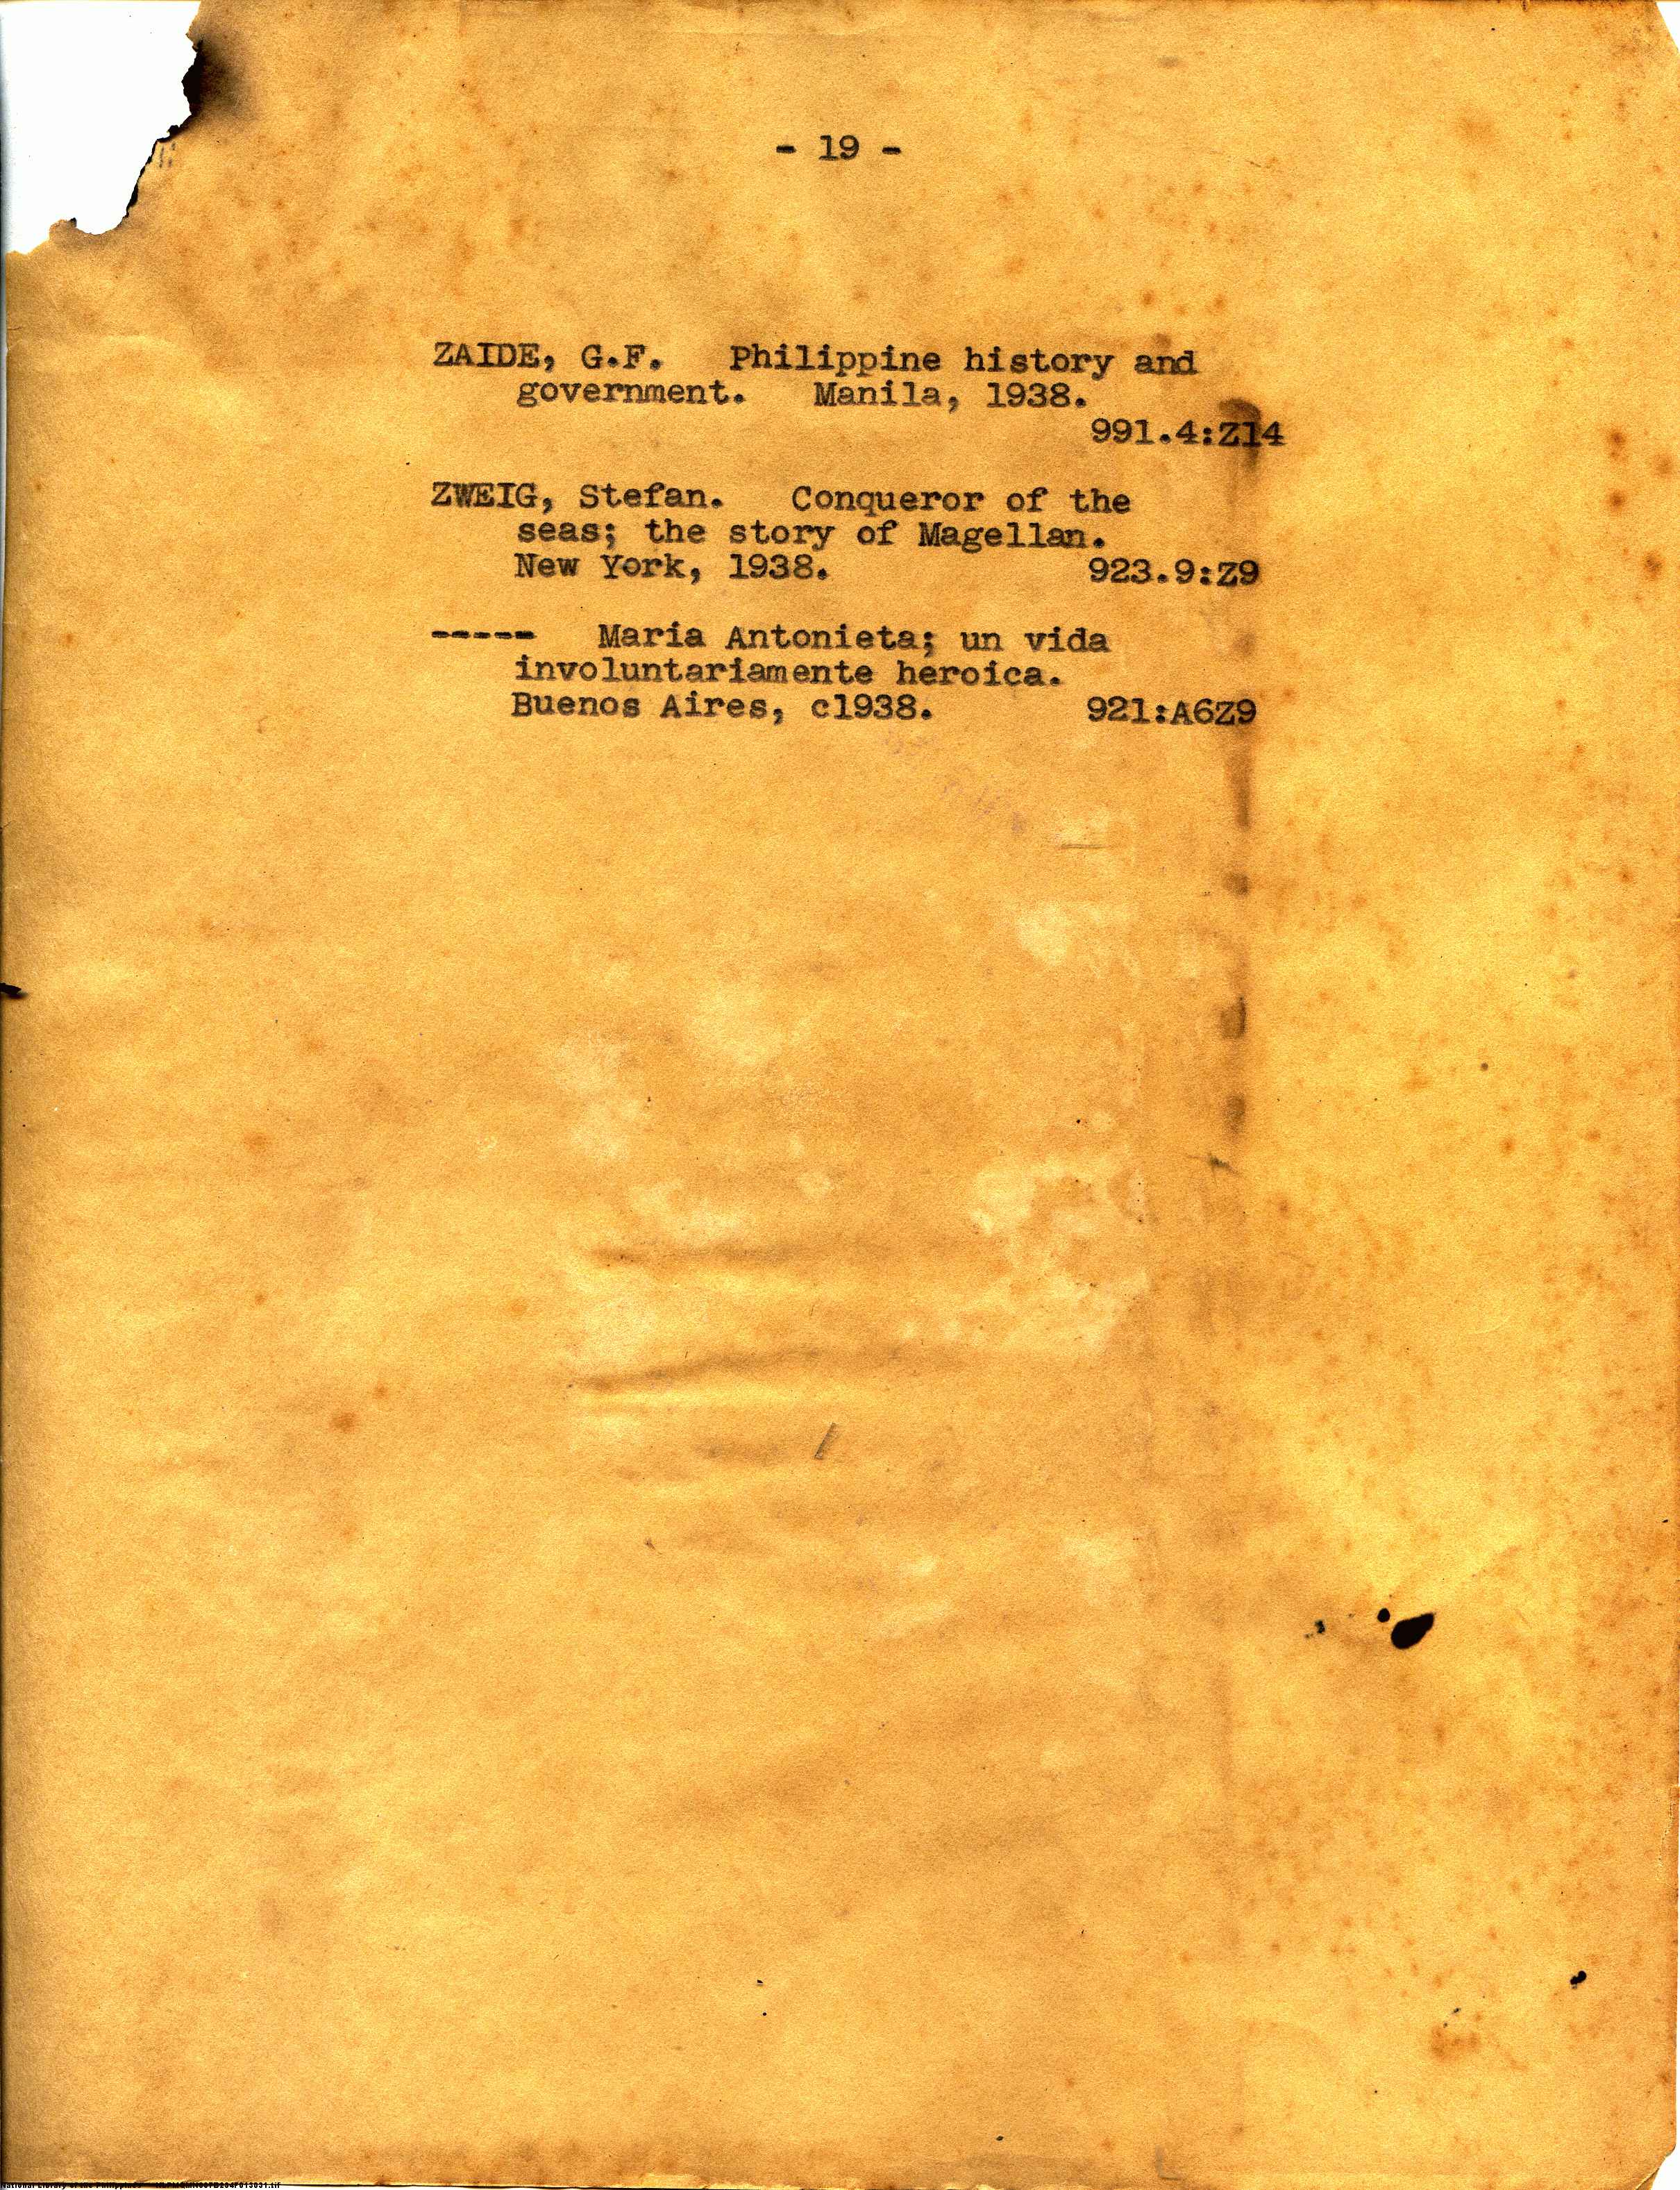 - 19 -
ZAIDE, G.F. Philippine history and
government. Manila, 1938.
991.4:Z14
ZWEIG, Stefan. Conqueror of the
seas; the story of Magellan.
New York, 1938. 923.9:Z9
----- Maria Antonieta; un vida
involuntariamente heroica.
Buenos Aires, c1938. 921:A6Z9